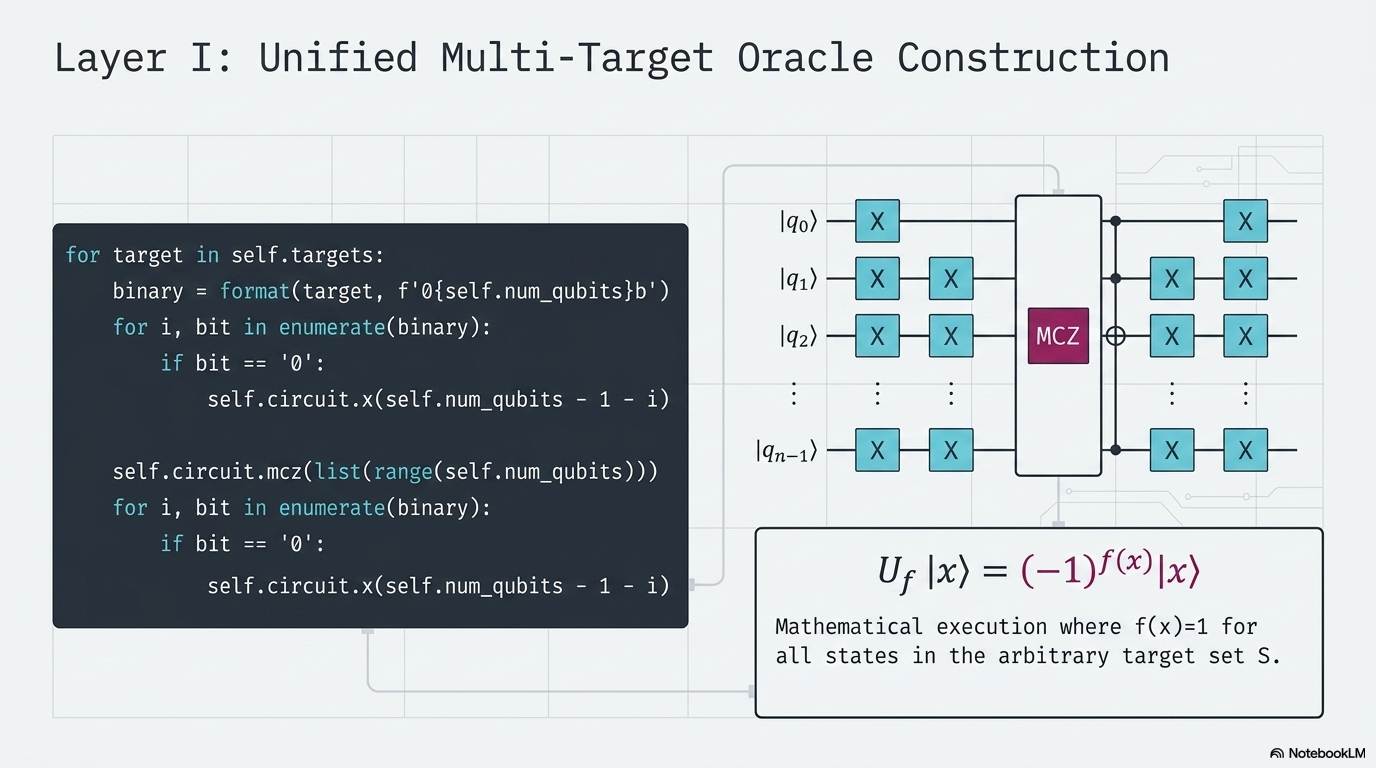 Layer I: Unified Multi-Target Oracle Construction
for target in self.targets:
    binary = format(target, f'0{self.num_qubits}b')
    for i, bit in enumerate(binary):
        if bit == '0':
            self.circuit.x(self.num_qubits - 1 - i)
    self.circuit.mcz(list(range(self.num_qubits)))
    for i, bit in enumerate(binary):
        if bit == '0':
            self.circuit.x(self.num_qubits - 1 - i)
|q₀⟩ X X
|q₁⟩ X X X X
|q₂⟩ X X MCZ X X
⋮ ⋮ ⋮ ⋮ ⋮
|qₙ₋₁⟩ X X X X
U_f |x⟩ = (−1)^f(x)|x⟩
Mathematical execution where f(x)=1 for
all states in the arbitrary target set S.
NotebookLM